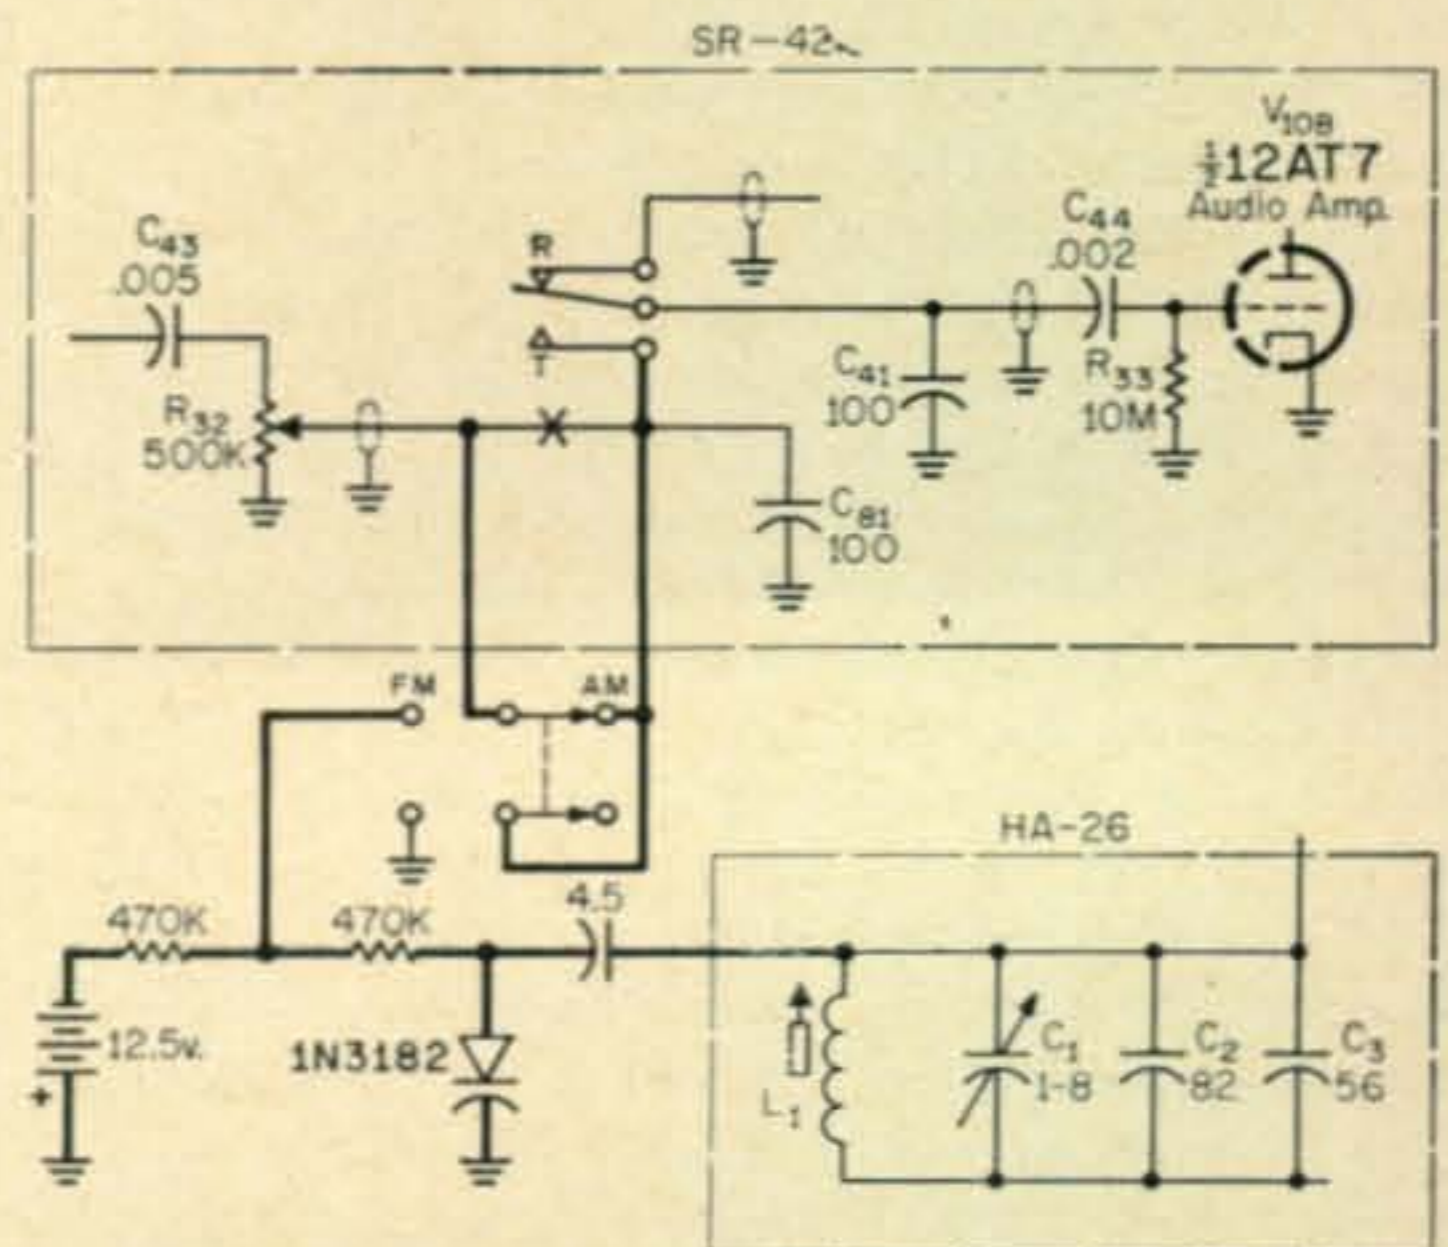 SR-42
V108
½12AT7
Audio Amp.
C43
.005
R
C44
.002
T
C41
100
R33
10M
R32
500K
X
C81
100
FM
AM
HA-26
4.5
470K
470K
12.5v.
+
1N3182
L1
C1
1-8
C2
82
C3
56